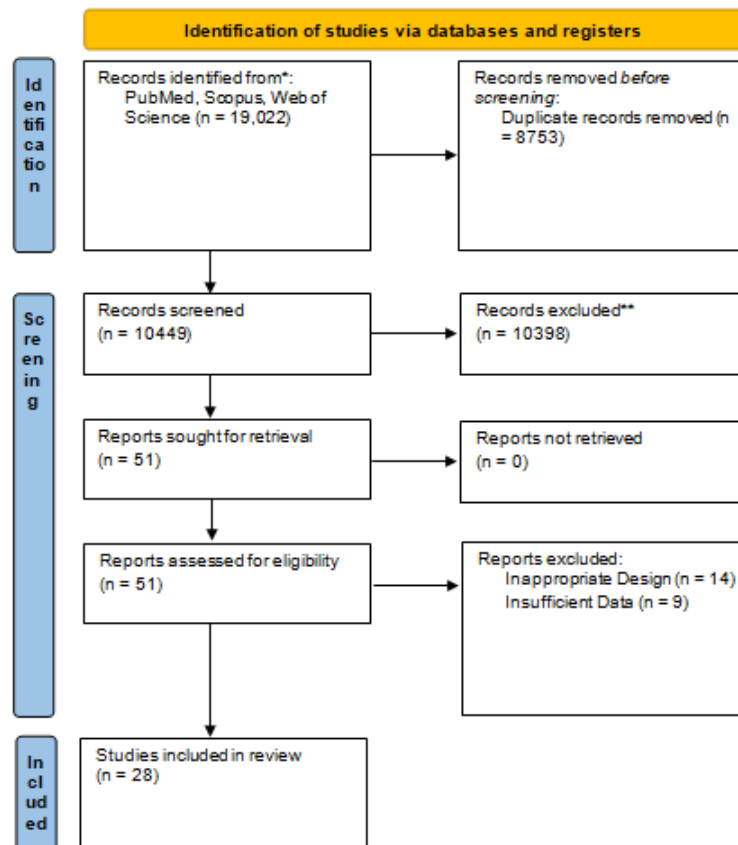 Identification of studies via databases and registers
Id
en
tifi
ca
tio
n
Records identified from*:
PubMed, Scopus, Web of
Science (n = 19,022)
Records removed before
screening:
Duplicate records removed (n
= 8753)
Sc
re
en
in
g
Records screened
(n = 10449)
Records excluded**
(n = 10398)
Reports sought for retrieval
(n = 51)
Reports not retrieved
(n = 0)
Reports assessed for eligibility
(n = 51)
Reports excluded:
Inappropriate Design (n = 14)
Insufficient Data (n = 9)
In
cl
ud
ed
Studies included in review
(n = 28)